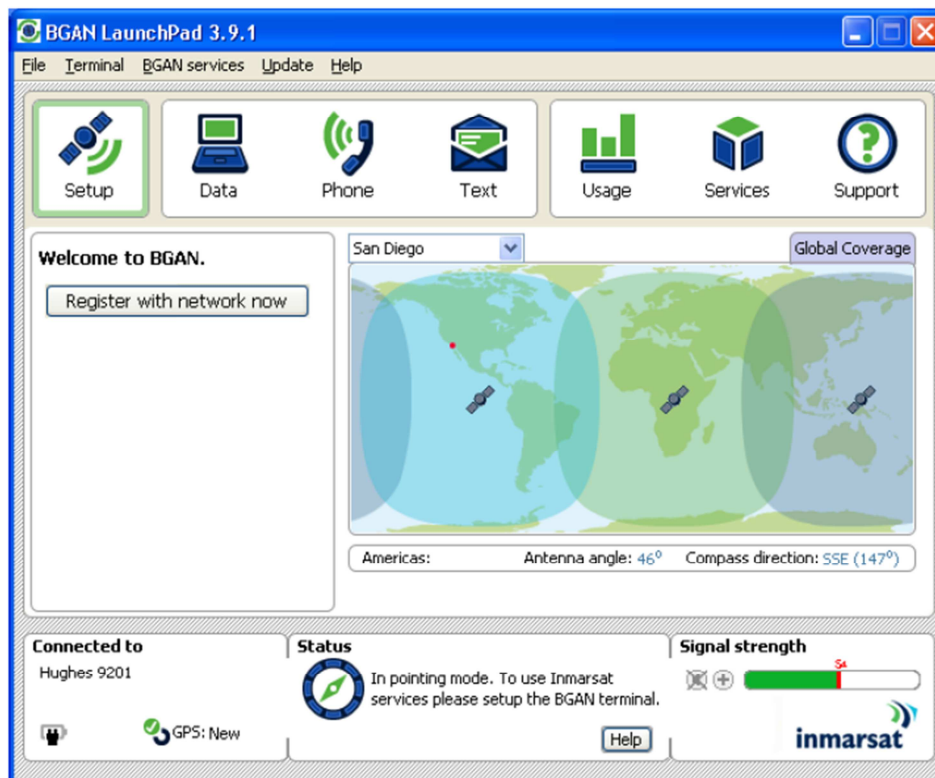 BGAN LaunchPad 3.9.1
File Terminal BGAN services Update Help
Setup Data Phone Text Usage Services Support
Welcome to BGAN.
Register with network now
San Diego
Global Coverage
Americas: Antenna angle: 46° Compass direction: SSE (147°)
Connected to
Hughes 9201
GPS: New
Status
In pointing mode. To use Inmarsat
services please setup the BGAN terminal.
Help
Signal strength
inmarsat